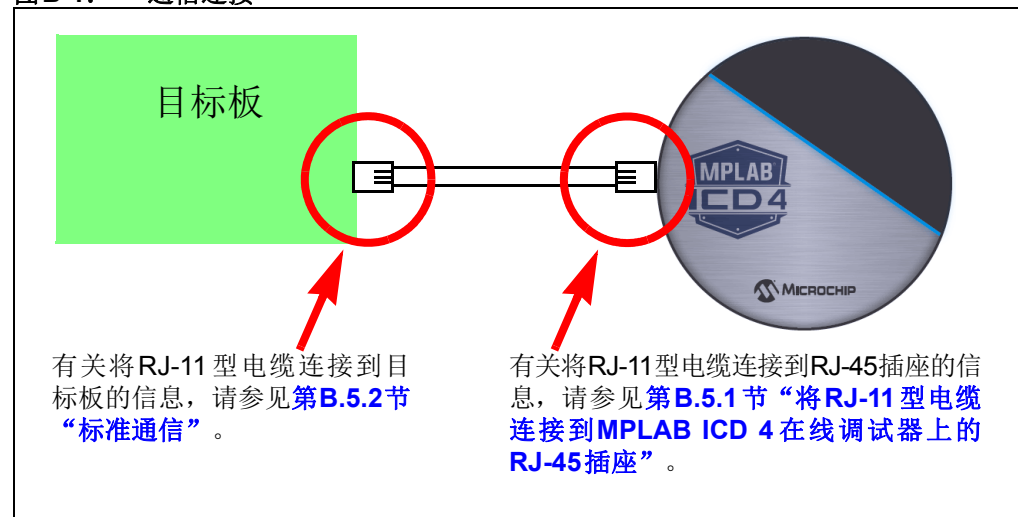 目标板
MPLAB
ICD 4
MICROCHIP
有关将RJ-11型电缆连接到目
标板的信息，请参见第B.5.2节
“标准通信”。
有关将RJ-11型电缆连接到RJ-45插座的信
息，请参见第B.5.1节“将RJ-11型电缆
连接到MPLAB ICD 4在线调试器上的
RJ-45插座”。